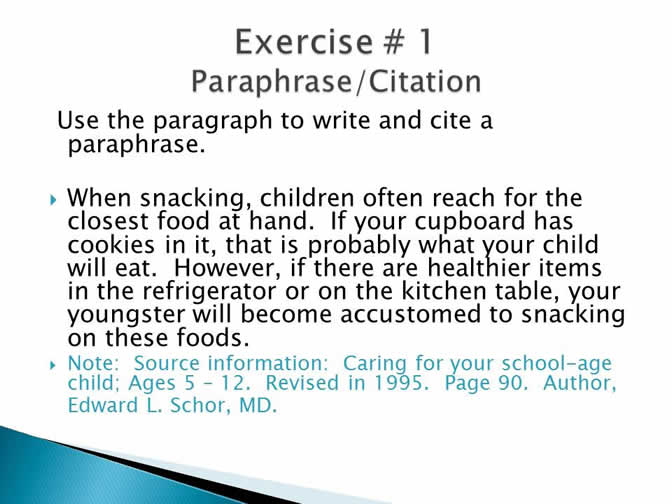 Exercise # 1
Paraphrase/Citation
Use the paragraph to write and cite a
paraphrase.
When snacking, children often reach for the
closest food at hand.  If your cupboard has
cookies in it, that is probably what your child
will eat.  However, if there are healthier items
in the refrigerator or on the kitchen table, your
youngster will become accustomed to snacking
on these foods.
Note:  Source information:  Caring for your school-age
child; Ages 5 – 12.  Revised in 1995.  Page 90.  Author,
Edward L. Schor, MD.